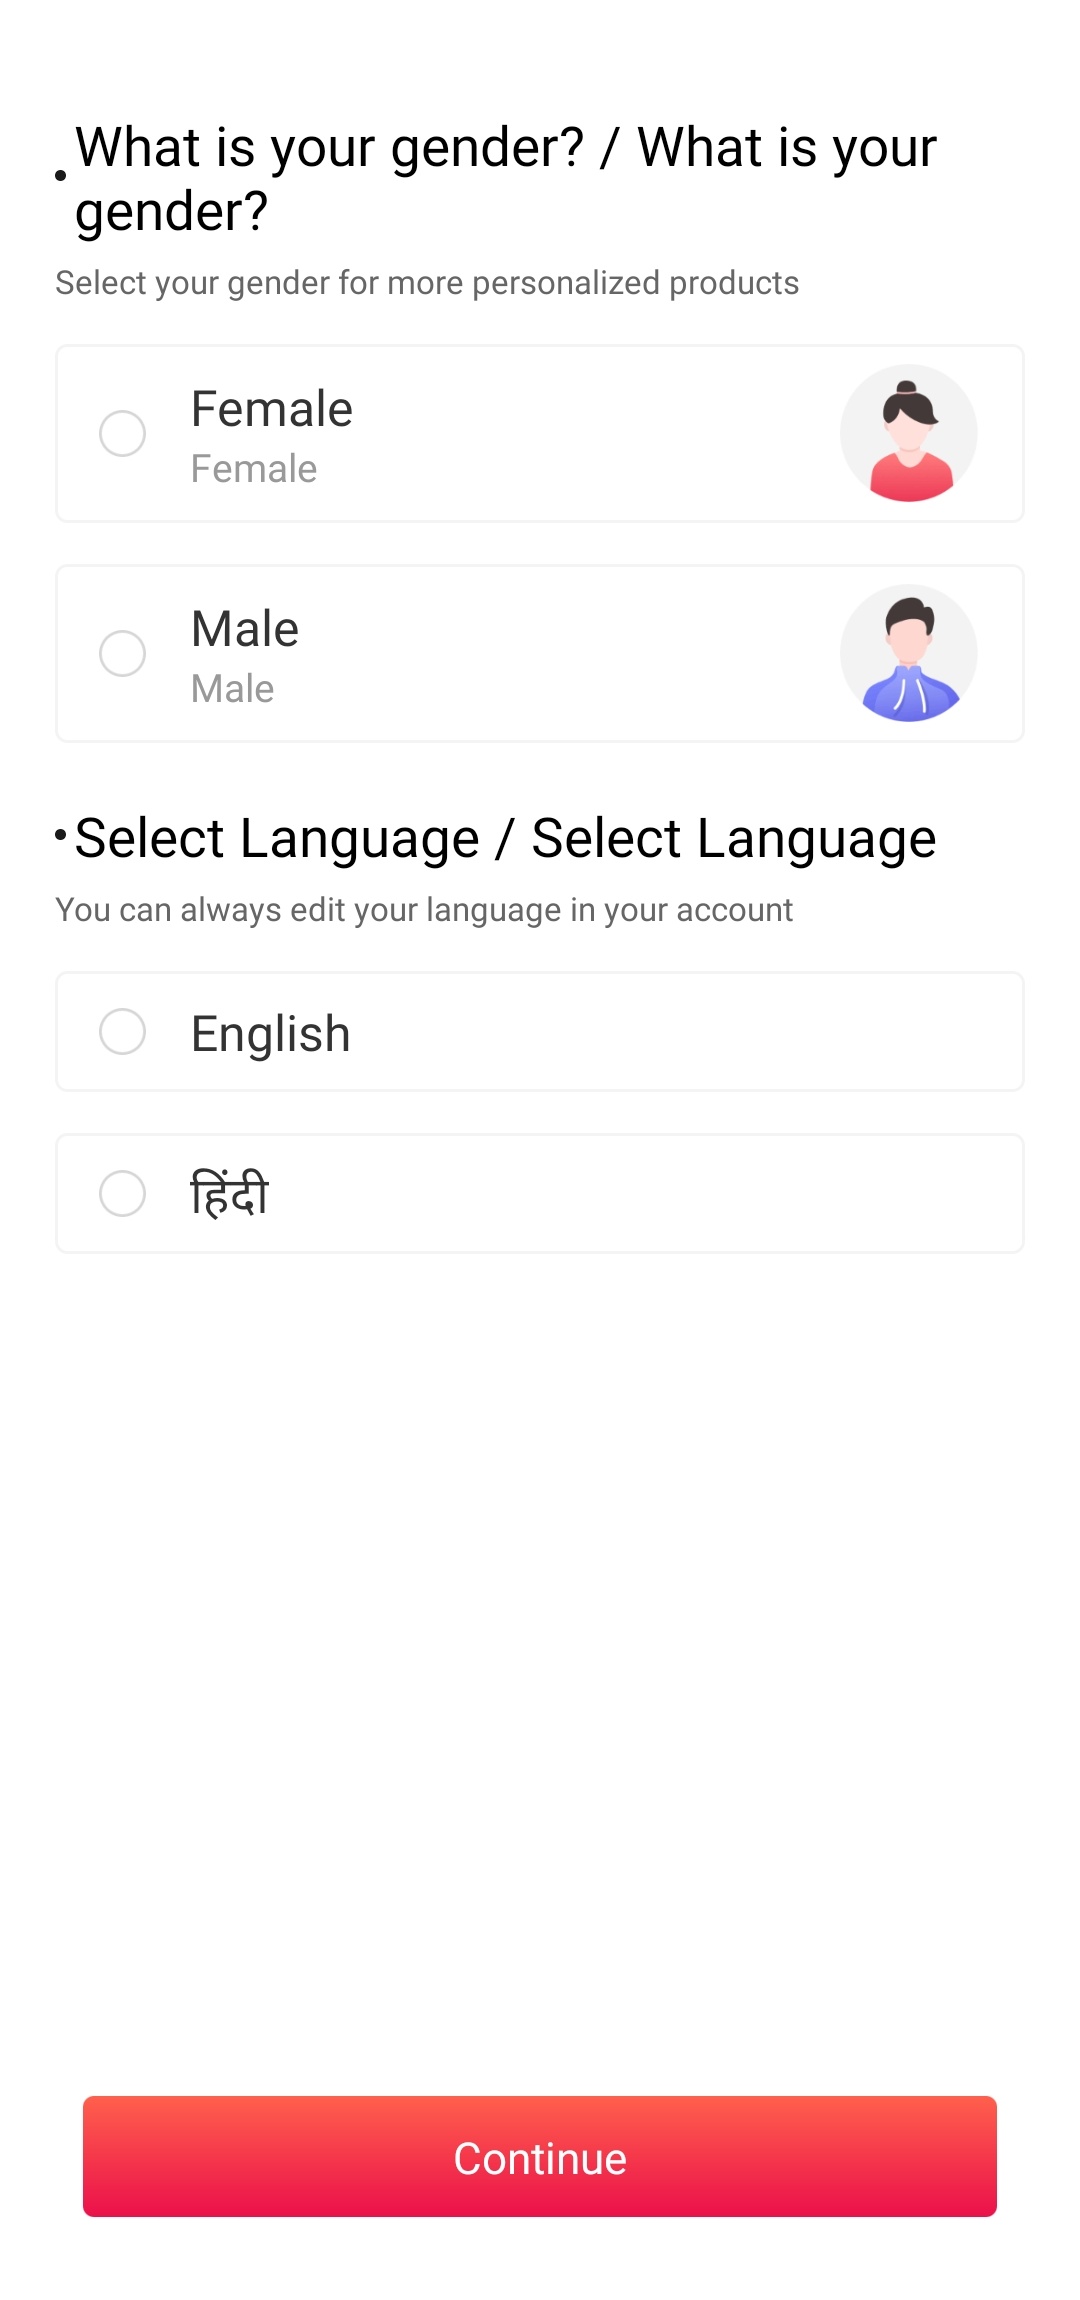 What is your gender? / What is your
gender?
Select your gender for more personalized products
Female
Female
Male
Male
Select Language / Select Language
You can always edit your language in your account
English
हिंदी
Continue